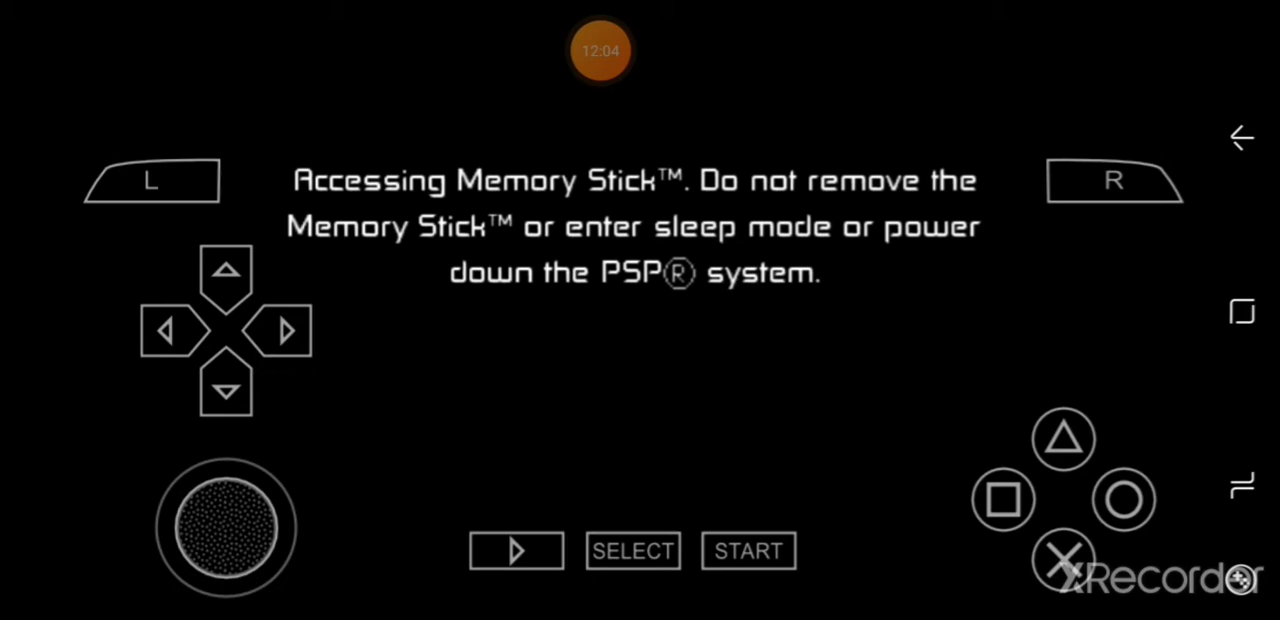 12:04
L
R
Accessing Memory Stick™. Do not remove the
Memory Stick™ or enter sleep mode or power
down the PSP® system.
SELECT
START
XRecorder